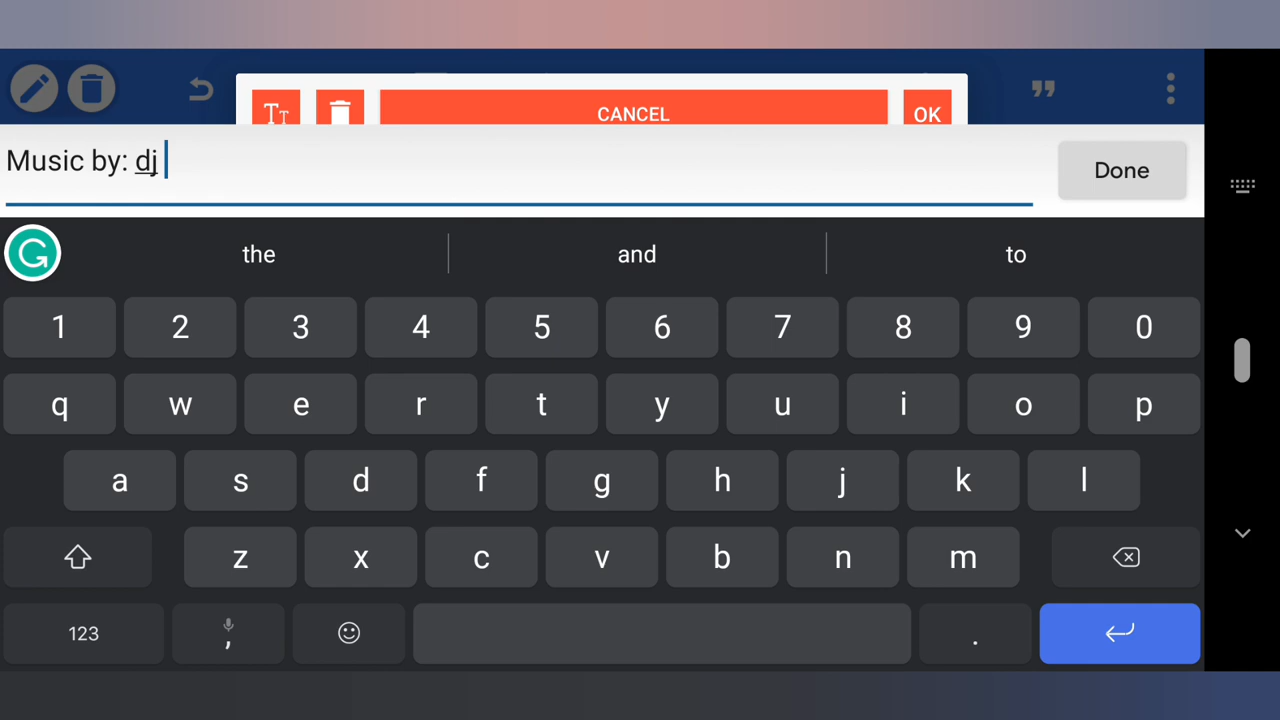 Tт
CANCEL
OK
Music by: dj
Done
the and to
1 2 3 4 5 6 7 8 9 0
q w e r t y u i o p
a s d f g h j k l
z x c v b n m
123 , .